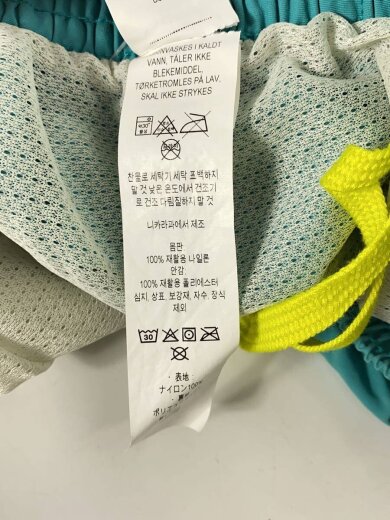 VANN, TÅLER IKKE
BLEKEMIDDEL,
TØRKETROMLES PÅ LAV,
SKAL IKKE STRYKES
찬물로 세탁기 세탁 표백하지
말 것 낮은 온도에서 건조기
로 건조 다림질하지 말 것
니카라과에서 제조
몸판
100% 재활용 나일론
안감
100% 재활용 폴리에스터
심지, 상표, 보강재, 자수, 장식
제외
30
· 表地 ·
ナイロン100%